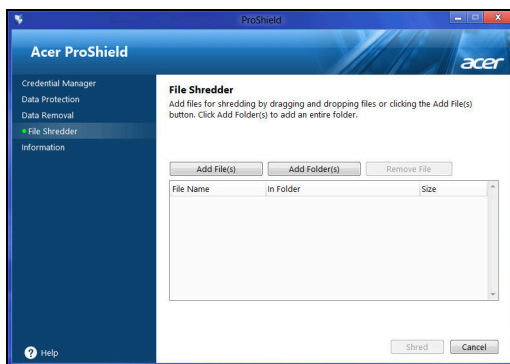 ProShield
Acer ProShield
acer
Credential Manager
Data Protection
Data Removal
File Shredder
Information
Help
File Shredder
Add files for shredding by dragging and dropping files or clicking the Add File(s)
button. Click Add Folder(s) to add an entire folder.
Add File(s)
Add Folder(s)
Remove File
File Name
In Folder
Size
Shred
Cancel